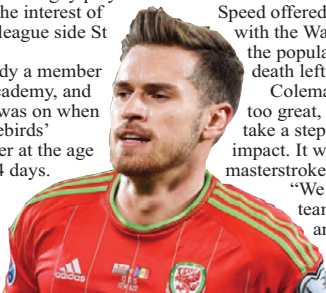 he interest of
league side St
dy a member
cademy, and
was on when
ebirds’
er at the age
4 days.
Speed offered
with the Wa
the popula
death left
Colema
too great,
take a step
impact. It w
masterstroke
“We
team
ar
adidas